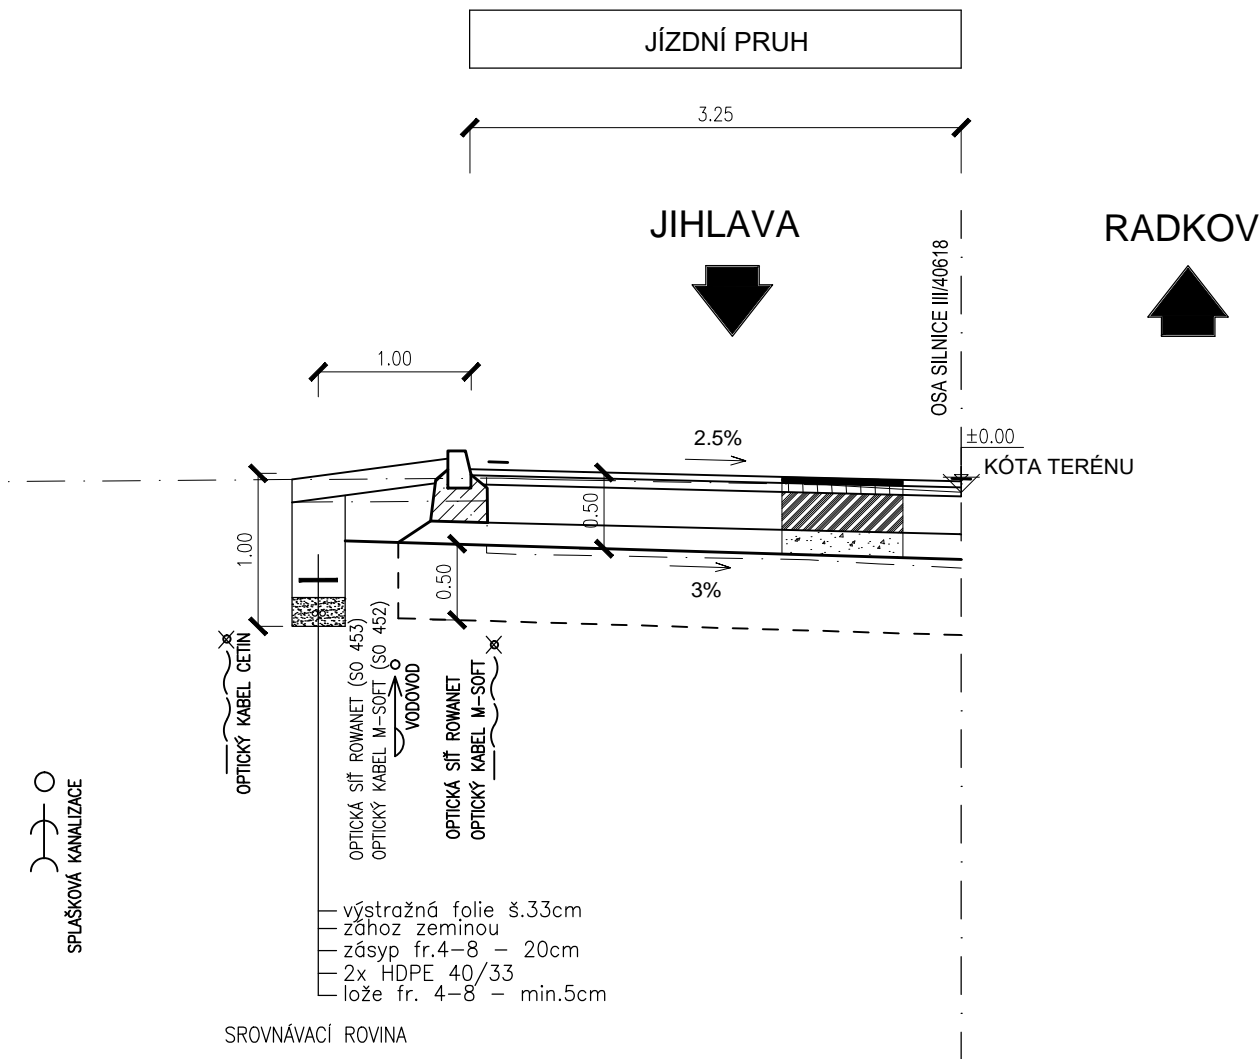 JÍZDNÍ PRUH
3.25
JIHLAVA
RADKOV
OSA SILNICE III/40618
1.00
±0.00
2.5%
KÓTA TERÉNU
1.00
0.50
0.50
3%
OPTICKÝ KABEL CETIN
OPTICKÁ SÍŤ ROWANET (SO 453)
OPTICKÝ KABEL M-SOFT (SO 452)
VODOVOD
OPTICKÁ SÍŤ ROWANET
OPTICKÝ KABEL M-SOFT
SPLAŠKOVÁ KANALIZACE
výstražná folie š.33cm
zához zeminou
zásyp fr.4-8 - 20cm
2x HDPE 40/33
lože fr. 4-8 - min.5cm
SROVNÁVACÍ ROVINA